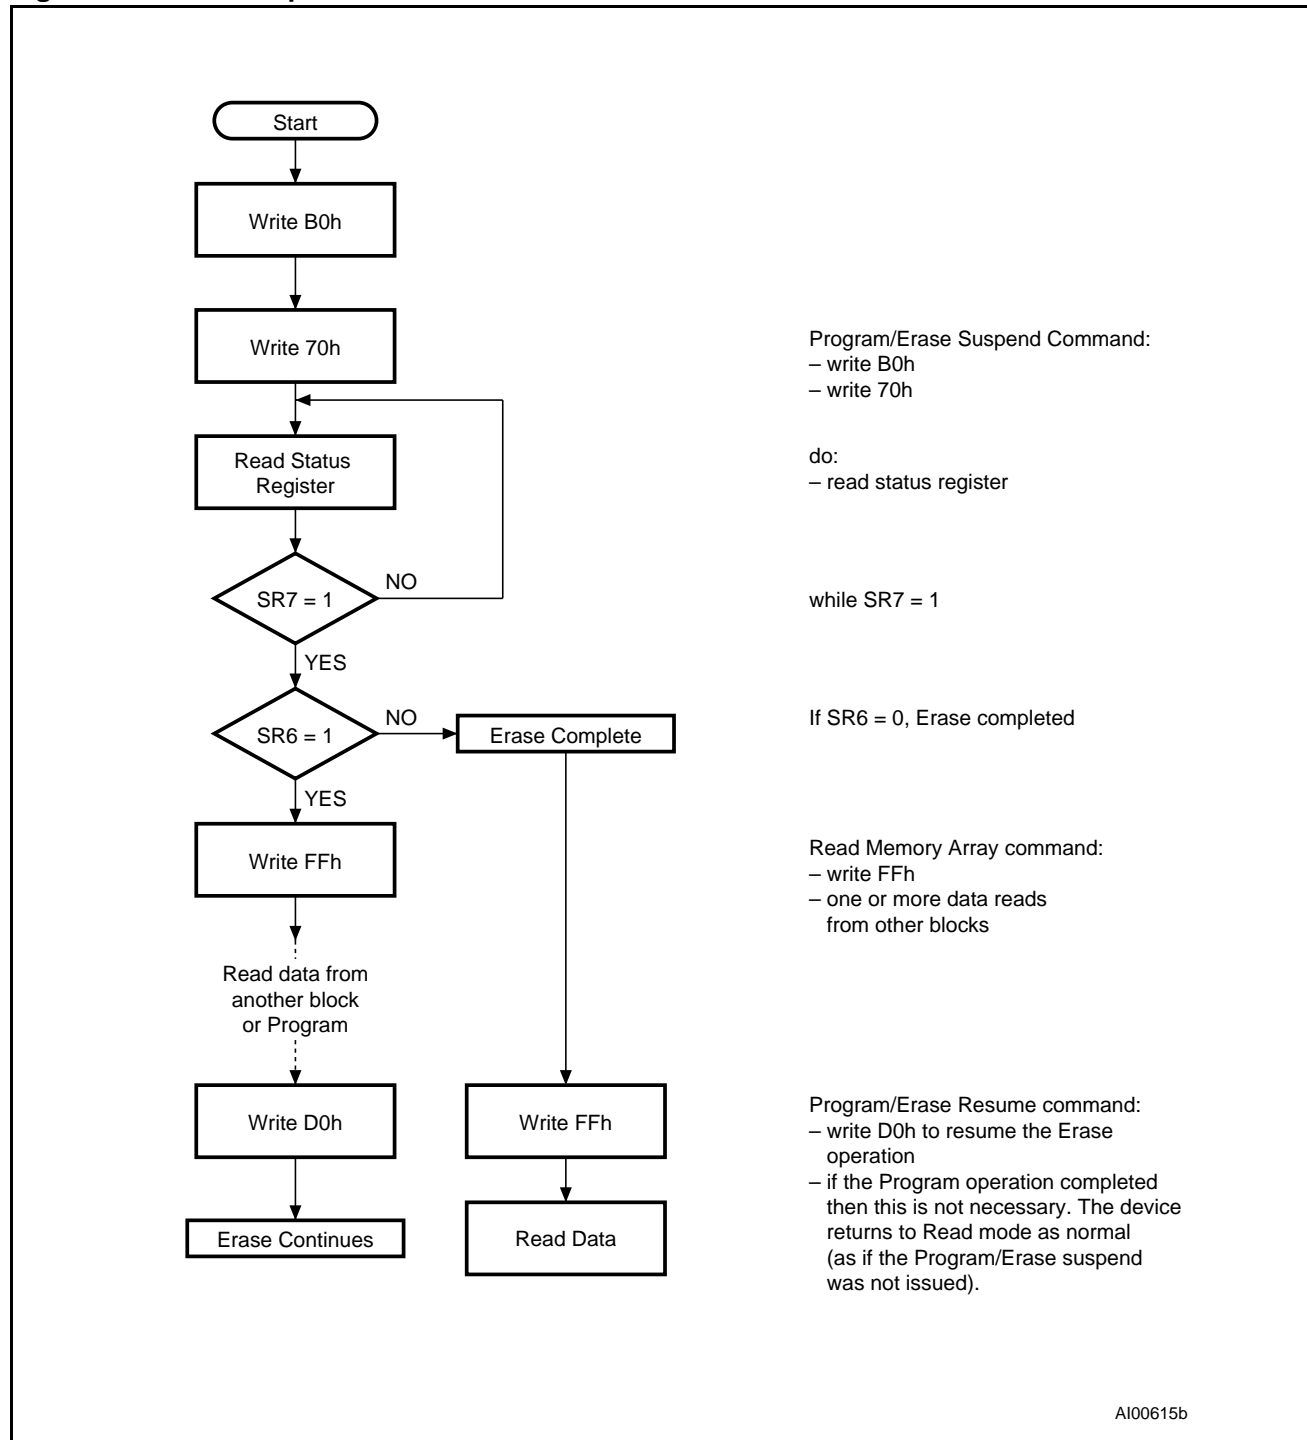 Start
Write B0h
Write 70h
Read Status
Register
SR7 = 1
NO
YES
SR6 = 1
NO
YES
Erase Complete
Write FFh
Read data from
another block
or Program
Write D0h
Erase Continues
Write FFh
Read Data
Program/Erase Suspend Command:
– write B0h
– write 70h
do:
– read status register
while SR7 = 1
If SR6 = 0, Erase completed
Read Memory Array command:
– write FFh
– one or more data reads
from other blocks
Program/Erase Resume command:
– write D0h to resume the Erase
operation
– if the Program operation completed
then this is not necessary. The device
returns to Read mode as normal
(as if the Program/Erase suspend
was not issued).
AI00615b